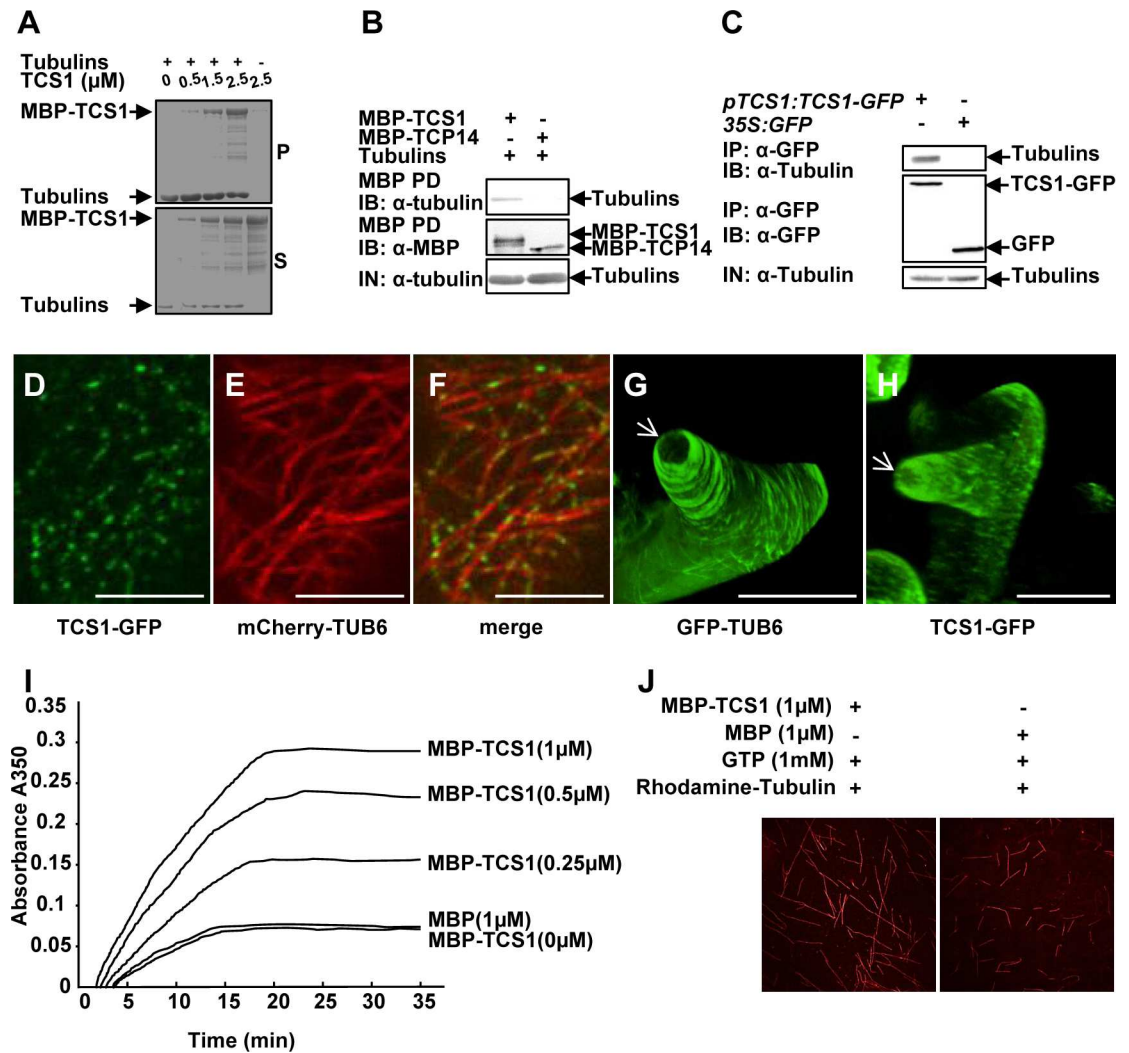 A
Tubulins + + + + -
TCS1 (µM) 0 0.5 1.5 2.5 2.5
MBP-TCS1
P
Tubulins
MBP-TCS1
S
Tubulins
B
MBP-TCS1 + -
MBP-TCP14 - +
Tubulins + +
MBP PD
IB: α-tubulin
Tubulins
MBP PD
IB: α-MBP
MBP-TCS1
MBP-TCP14
IN: α-tubulin
Tubulins
C
pTCS1:TCS1-GFP + -
35S:GFP - +
IP: α-GFP
IB: α-Tubulin
Tubulins
TCS1-GFP
IP: α-GFP
IB: α-GFP
GFP
IN: α-Tubulin
Tubulins
D
E
F
G
H
TCS1-GFP
mCherry-TUB6
merge
GFP-TUB6
TCS1-GFP
I
0.35
0.3
0.25
0.2
0.15
0.1
0.05
0
Absorbance A350
MBP-TCS1(1µM)
MBP-TCS1(0.5µM)
MBP-TCS1(0.25µM)
MBP(1µM)
MBP-TCS1(0µM)
0 5 10 15 20 25 30 35
Time (min)
J
MBP-TCS1 (1µM) + -
MBP (1µM) - +
GTP (1mM) + +
Rhodamine-Tubulin + +